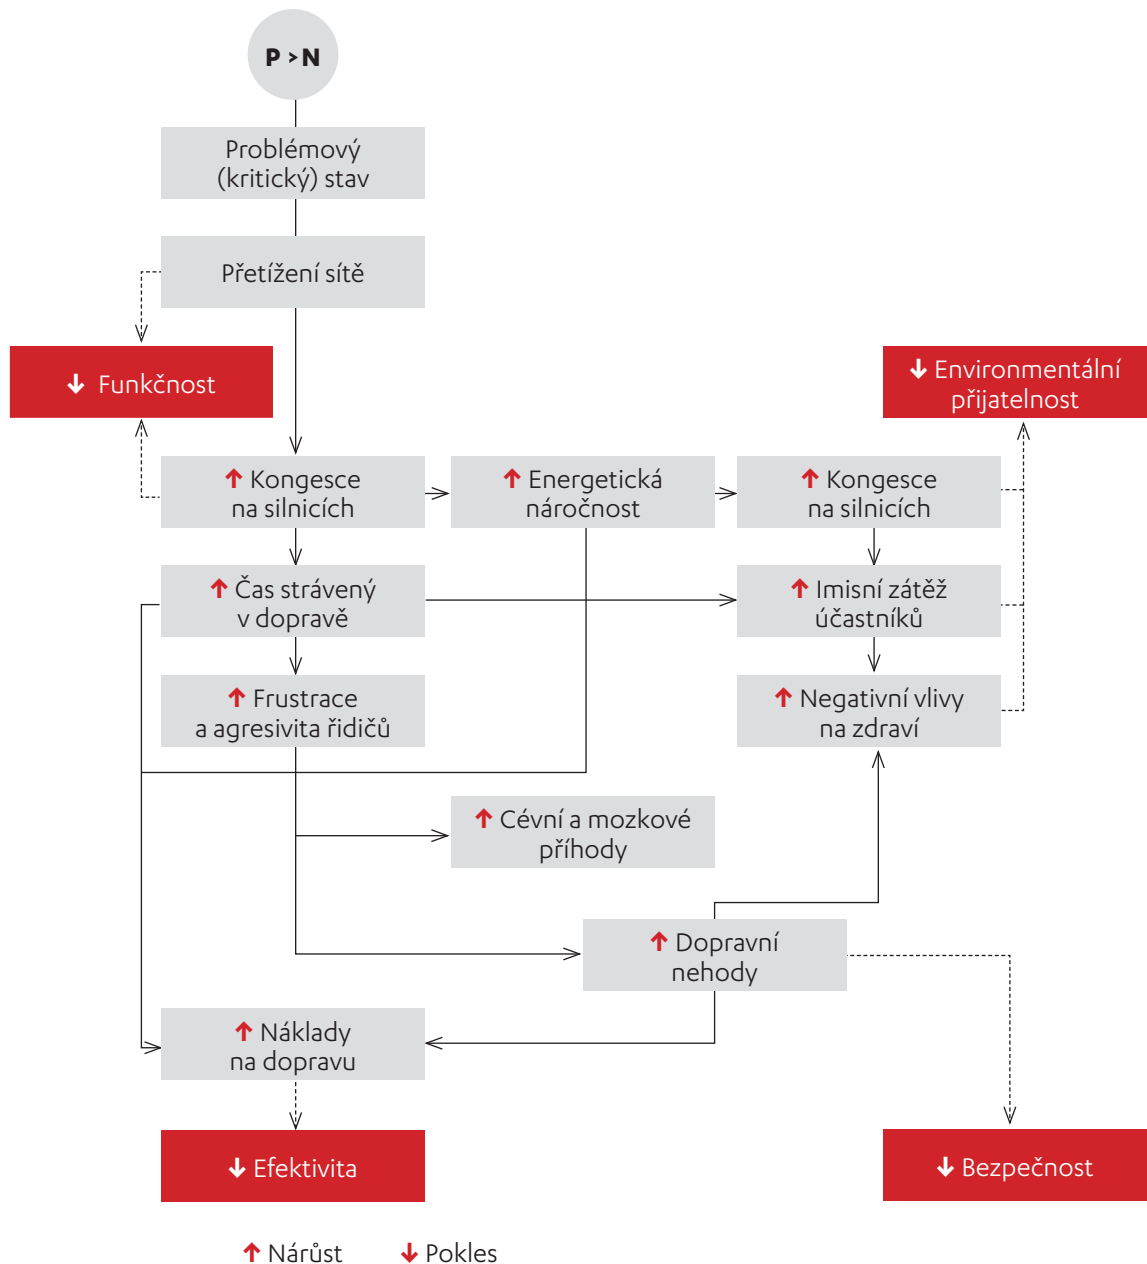 P > N
Problémový
(kritický) stav
Přetížení sítě
↓ Funkčnost
↓ Environmentální
přijatelnost
↑ Kongesce
na silnicích
↑ Energetická
náročnost
↑ Kongesce
na silnicích
↑ Čas strávený
v dopravě
↑ Imisní zátěž
účastníků
↑ Frustrace
a agresivita řidičů
↑ Negativní vlivy
na zdraví
↑ Cévní a mozkové
příhody
↑ Dopravní
nehody
↑ Náklady
na dopravu
↓ Efektivita
↓ Bezpečnost
↑ Nárůst ↓ Pokles